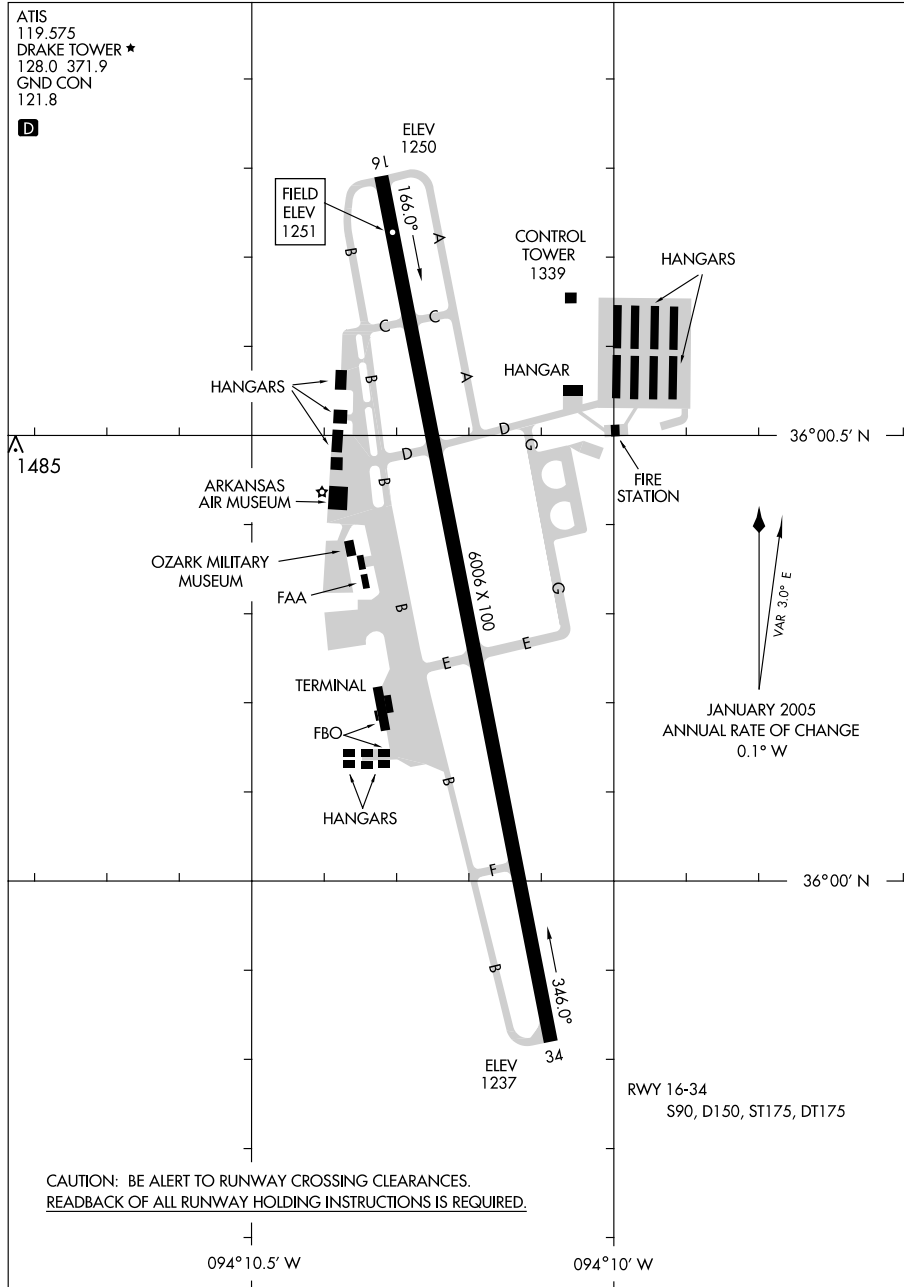 ATIS
119.575
DRAKE TOWER ★
128.0 371.9
GND CON
121.8
D
ELEV
1250
16
FIELD
ELEV
1251
166.0°
A
B
CONTROL
TOWER
1339
HANGARS
C
C
HANGARS
B
A
HANGAR
D
D
G
36°00.5' N
1485
ARKANSAS
AIR MUSEUM
B
FIRE
STATION
OZARK MILITARY
MUSEUM
FAA
6006 X 100
B
G
E
E
VAR 3.0° E
TERMINAL
FBO
JANUARY 2005
ANNUAL RATE OF CHANGE
0.1° W
B
HANGARS
F
36°00' N
B
346.0°
34
ELEV
1237
RWY 16-34
S90, D150, ST175, DT175
CAUTION: BE ALERT TO RUNWAY CROSSING CLEARANCES.
READBACK OF ALL RUNWAY HOLDING INSTRUCTIONS IS REQUIRED.
094°10.5' W
094°10' W